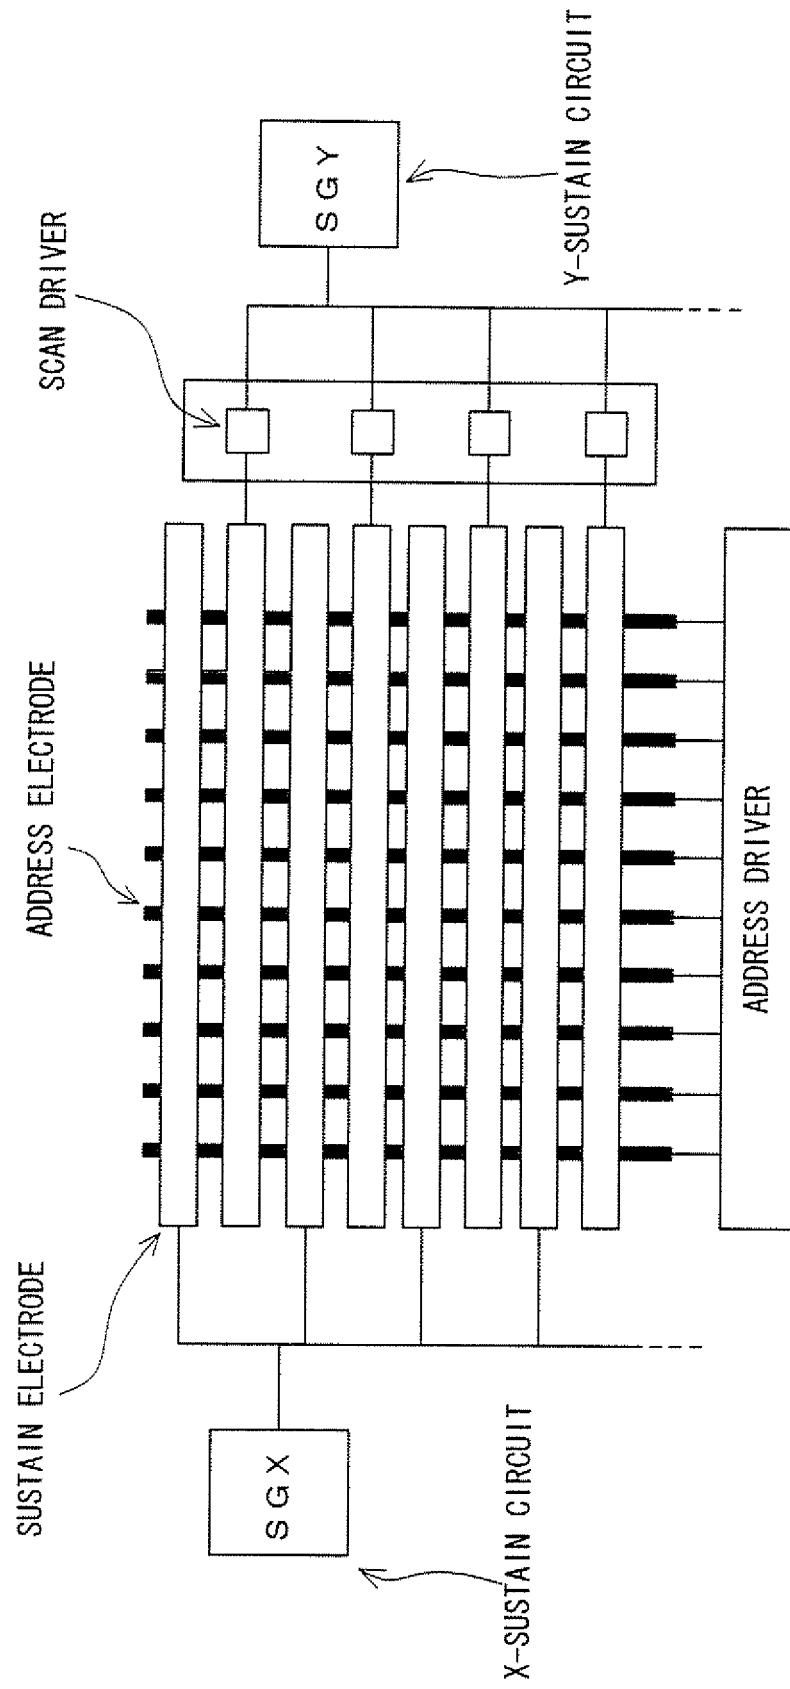 SUSTAIN ELECTRODE
ADDRESS ELECTRODE
SCAN DRIVER
SGX
SGY
X-SUSTAIN CIRCUIT
Y-SUSTAIN CIRCUIT
ADDRESS DRIVER